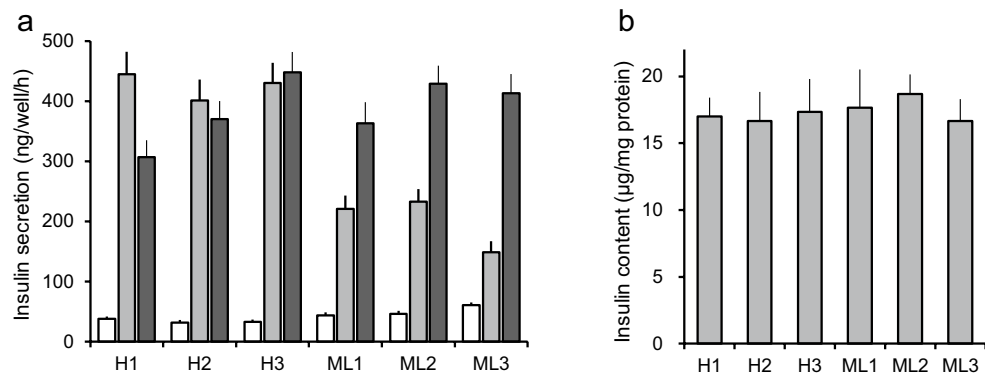 a
Insulin secretion (ng/well/h)
500
400
300
200
100
0
H1 H2 H3 ML1 ML2 ML3
b
Insulin content (µg/mg protein)
20
15
10
5
0
H1 H2 H3 ML1 ML2 ML3